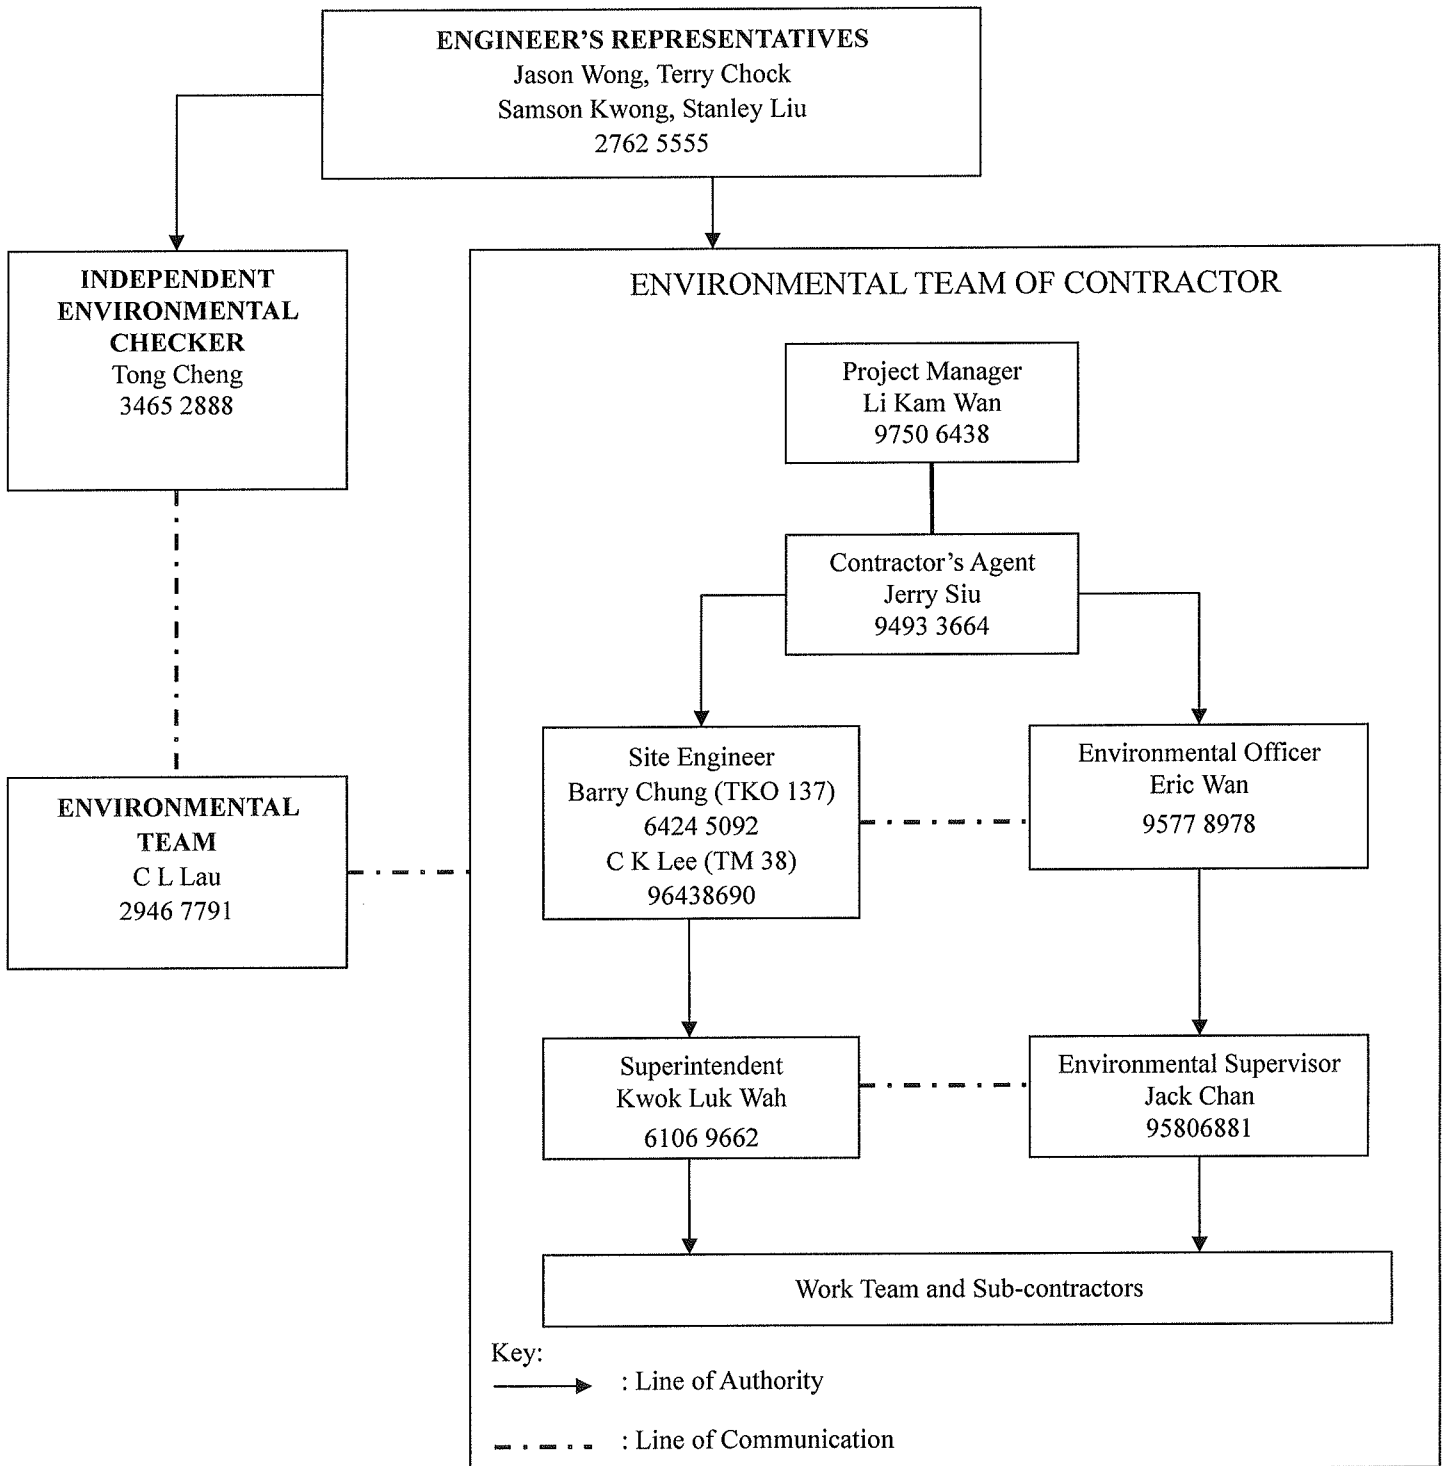 ENGINEER'S REPRESENTATIVES
Jason Wong, Terry Chock
Samson Kwong, Stanley Liu
2762 5555
INDEPENDENT
ENVIRONMENTAL
CHECKER
Tong Cheng
3465 2888
ENVIRONMENTAL
TEAM
C L Lau
2946 7791
ENVIRONMENTAL TEAM OF CONTRACTOR
Project Manager
Li Kam Wan
9750 6438
Contractor's Agent
Jerry Siu
9493 3664
Site Engineer
Barry Chung (TKO 137)
6424 5092
C K Lee (TM 38)
96438690
Environmental Officer
Eric Wan
9577 8978
Superintendent
Kwok Luk Wah
6106 9662
Environmental Supervisor
Jack Chan
95806881
Work Team and Sub-contractors
Key:
: Line of Authority
: Line of Communication